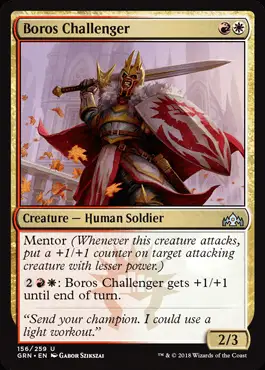 Boros Challenger
Creature — Human Soldier
Mentor (Whenever this creature attacks,
put a +1/+1 counter on target attacking
creature with lesser power.)
2: Boros Challenger gets +1/+1
until end of turn.
“Send your champion. I could use a
light workout.”
2/3
156/259 U
GRN • EN Gabor Szikszai
™ & © 2018 Wizards of the Coast